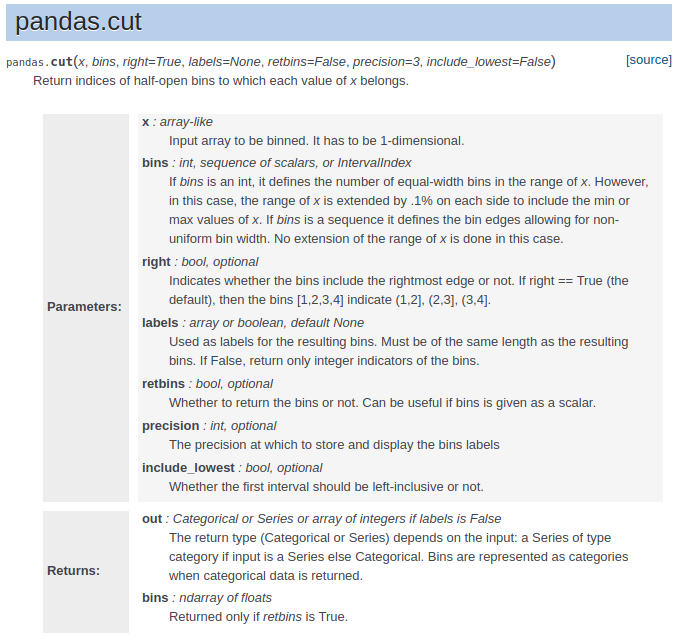 pandas.cut
pandas.cut(x, bins, right=True, labels=None, retbins=False, precision=3, include_lowest=False) [source]
Return indices of half-open bins to which each value of x belongs.
Parameters:
x : array-like
Input array to be binned. It has to be 1-dimensional.
bins : int, sequence of scalars, or IntervalIndex
If bins is an int, it defines the number of equal-width bins in the range of x. However,
in this case, the range of x is extended by .1% on each side to include the min or
max values of x. If bins is a sequence it defines the bin edges allowing for non-
uniform bin width. No extension of the range of x is done in this case.
right : bool, optional
Indicates whether the bins include the rightmost edge or not. If right == True (the
default), then the bins [1,2,3,4] indicate (1,2], (2,3], (3,4].
labels : array or boolean, default None
Used as labels for the resulting bins. Must be of the same length as the resulting
bins. If False, return only integer indicators of the bins.
retbins : bool, optional
Whether to return the bins or not. Can be useful if bins is given as a scalar.
precision : int, optional
The precision at which to store and display the bins labels
include_lowest : bool, optional
Whether the first interval should be left-inclusive or not.
Returns:
out : Categorical or Series or array of integers if labels is False
The return type (Categorical or Series) depends on the input: a Series of type
category if input is a Series else Categorical. Bins are represented as categories
when categorical data is returned.
bins : ndarray of floats
Returned only if retbins is True.